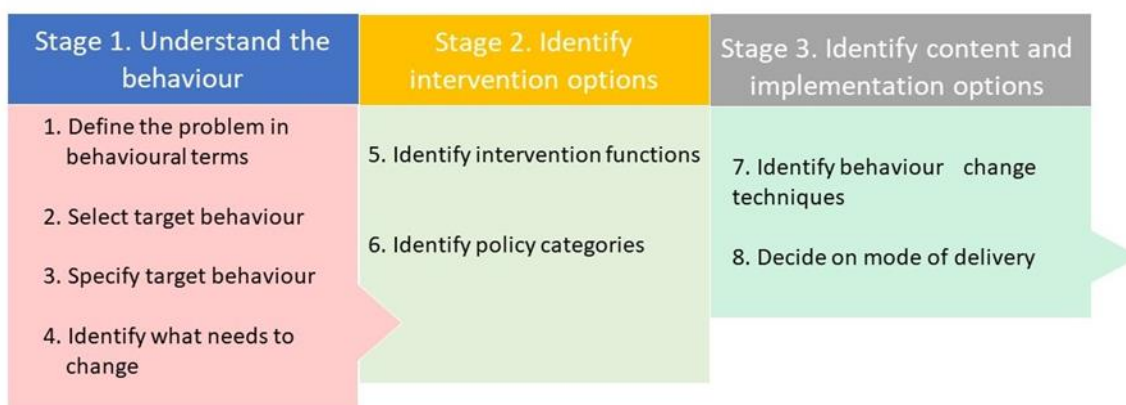 Stage 1. Understand the
behaviour
1. Define the problem in
behavioural terms
2. Select target behaviour
3. Specify target behaviour
4. Identify what needs to
change
Stage 2. Identify
intervention options
5. Identify intervention functions
6. Identify policy categories
Stage 3. Identify content and
implementation options
7. Identify behaviour change
techniques
8. Decide on mode of delivery